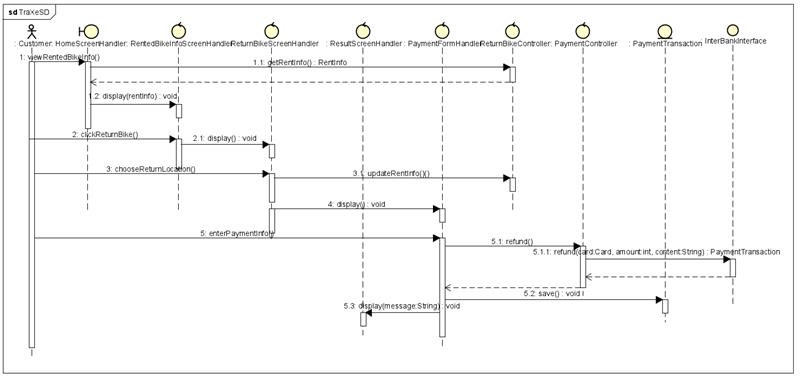 sd TraXeSD
: Customer
: HomeScreenHandler
: RentedBikeInfoScreenHandler
ReturnBikeScreenHandler
: ResultScreenHandler
: PaymentFormHandler
ReturnBikeController
: PaymentController
: PaymentTransaction
InterBankInterface
1: viewRentedBikeInfo()
1.1: getRentInfo() : RentInfo
1.2: display(rentInfo) : void
2: clickReturnBike()
2.1: display() : void
3: chooseReturnLocation()
3.1: updateRentInfo()()
4: display() : void
5: enterPaymentInfo()
5.1: refund()
5.1.1: refund(card:Card, amount:int, content:String) : PaymentTransaction
5.2: save() : void
5.3: display(message:String) : void